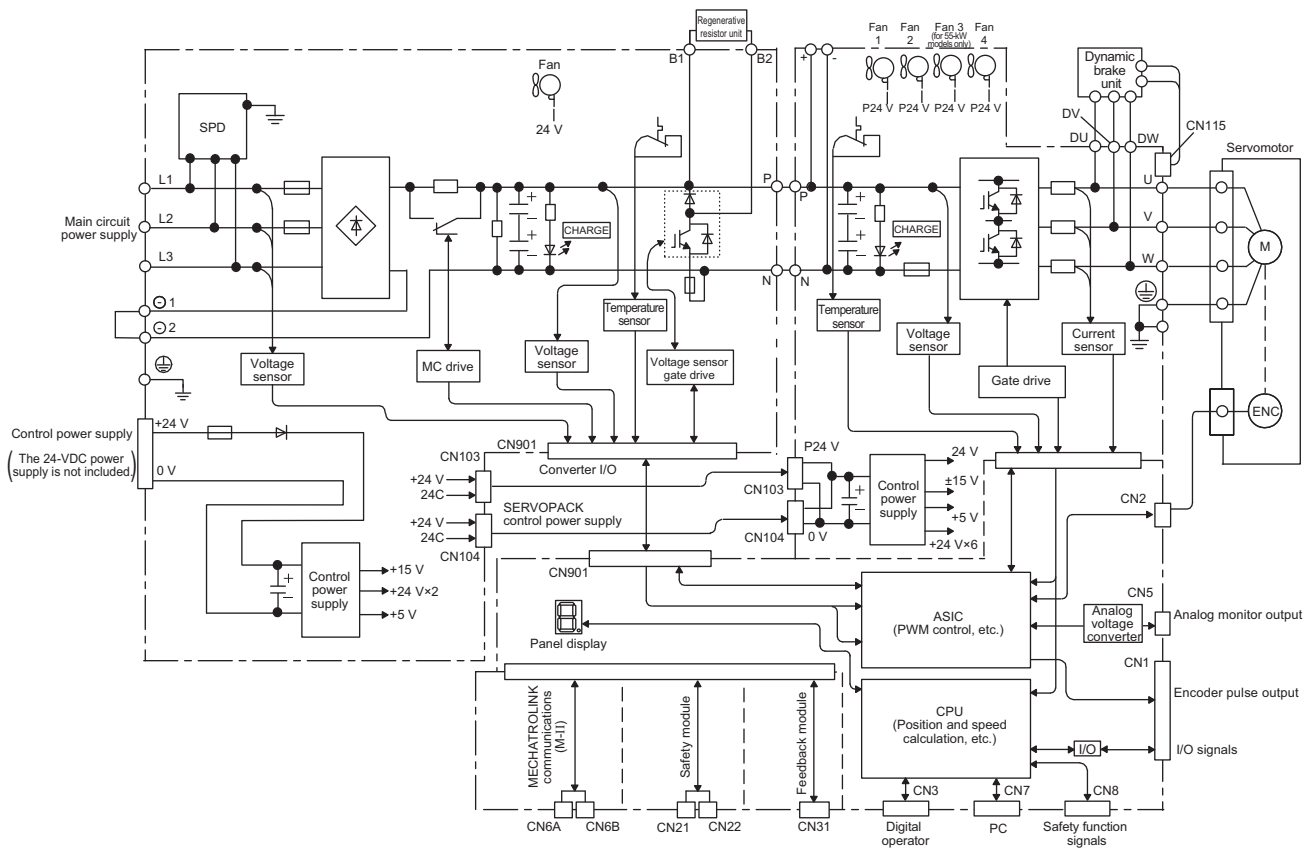 Regenerative
resistor unit
B1
B2
Fan
24 V
SPD
L1
L2
L3
Main circuit
power supply
⊖ 1
⊖ 2
P
N
CHARGE
Voltage
sensor
MC drive
Voltage
sensor
Temperature
sensor
Voltage sensor
gate drive
Control power supply
(The 24-VDC power
supply is not included.)
+24 V
0 V
CN901
Converter I/O
CN103
+24 V
24C
+24 V
24C
CN104
SERVOPACK
control power supply
Control
power
supply
+15 V
+24 V×2
+5 V
+
-
Fan
1
Fan
2
Fan 3
(for 55-kW
models only)
Fan
4
P24 V
P24 V
P24 V
P24 V
Dynamic
brake
unit
DV
DU
DW
CN115
Servomotor
P
N
CHARGE
U
V
W
M
ENC
Temperature
sensor
Voltage
sensor
Gate drive
Current
sensor
P24 V
CN103
CN104
0 V
Control
power
supply
24 V
±15 V
+5 V
+24 V×6
CN2
CN901
Panel display
ASIC
(PWM control, etc.)
Analog
voltage
converter
CN5
Analog monitor output
CN1
Encoder pulse output
CPU
(Position and speed
calculation, etc.)
I/O
I/O signals
MECHATROLINK
communications
(M-II)
Safety module
Feedback module
CN6A
CN6B
CN21
CN22
CN31
CN3
Digital
operator
CN7
PC
CN8
Safety function
signals